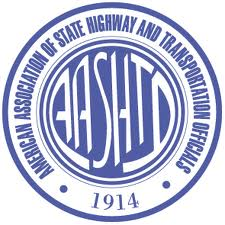 AMERICAN ASSOCIATION OF STATE HIGHWAY AND TRANSPORTATION OFFICIALS
AASHTO
• 1914 •